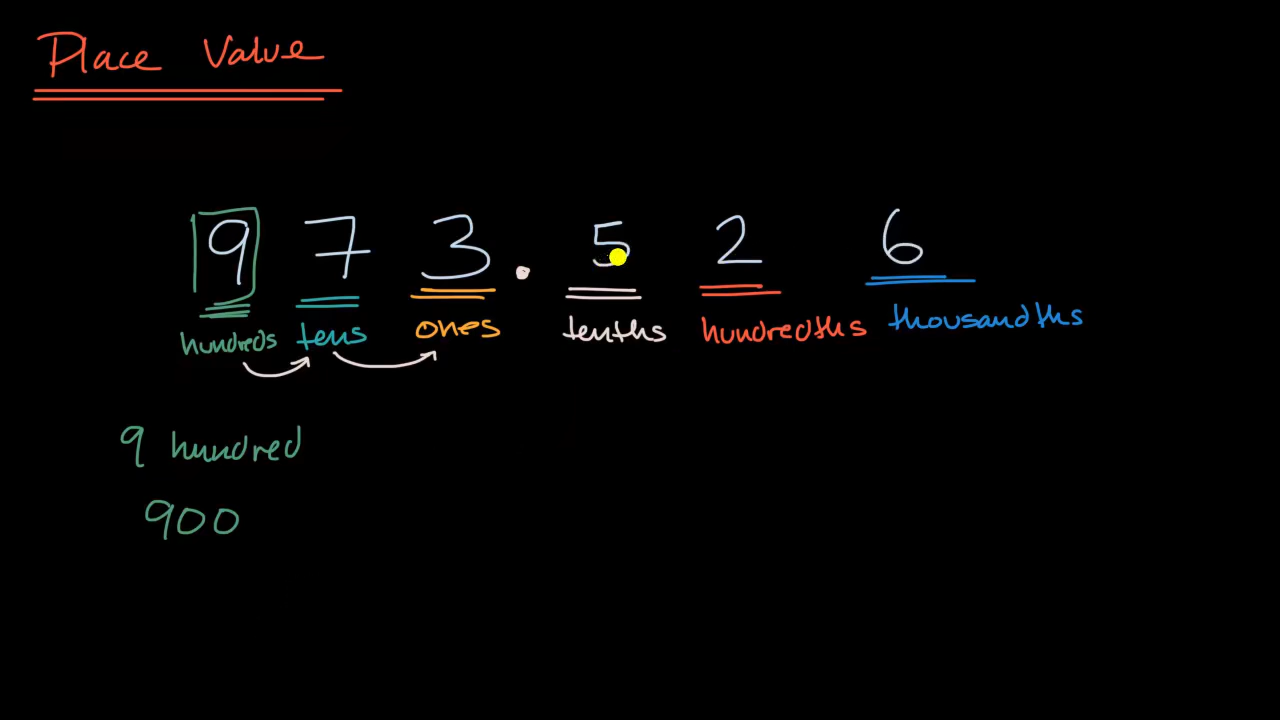 Place Value
973.526
hundreds tens ones tenths hundredths thousandths
9 hundred
900